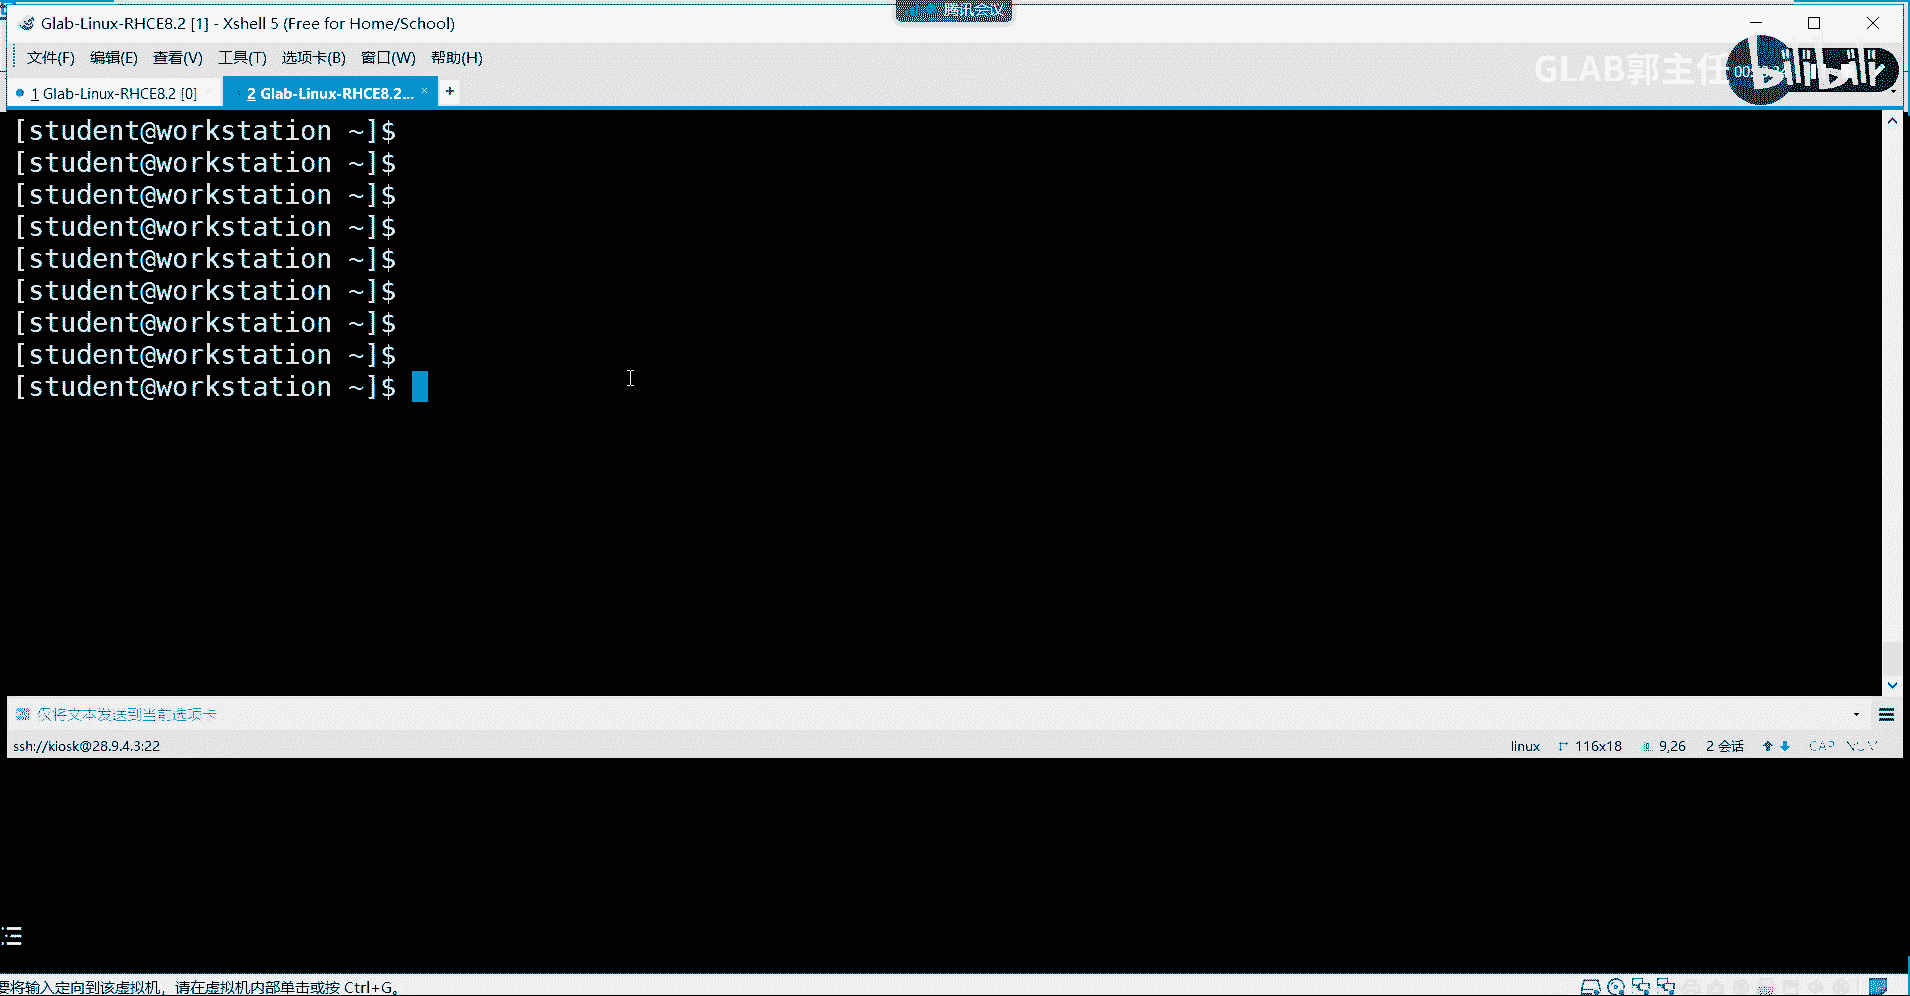 腾讯会议
Glab-Linux-RHCE8.2 [1] - Xshell 5 (Free for Home/School)
文件(F) 编辑(E) 查看(V) 工具(T) 选项卡(B) 窗口(W) 帮助(H)
GLAB郭主任
bilibili
1 Glab-Linux-RHCE8.2 [0] 2 Glab-Linux-RHCE8.2... +
[student@workstation ~]$
[student@workstation ~]$
[student@workstation ~]$
[student@workstation ~]$
[student@workstation ~]$
[student@workstation ~]$
[student@workstation ~]$
[student@workstation ~]$
[student@workstation ~]$
仅将文本发送到当前选项卡
ssh://kiosk@28.9.4.3:22 linux 116x18 9,26 2 会话 CAP NUM
要将输入定向到该虚拟机，请在虚拟机内部单击或按 Ctrl+G。